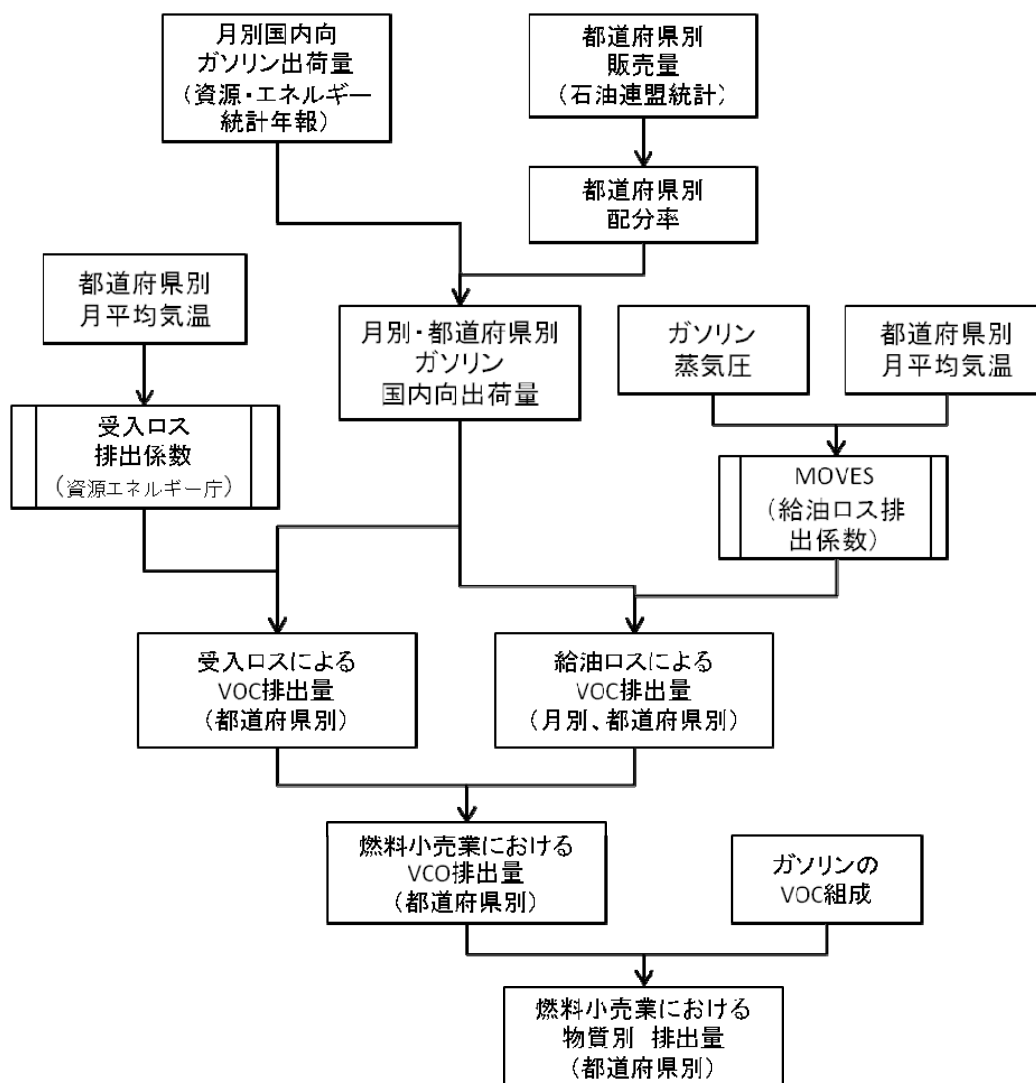 月別国内向
ガソリン出荷量
(資源・エネルギー
統計年報)
都道府県別
販売量
(石油連盟統計)
都道府県別
配分率
都道府県別
月平均気温
月別・都道府県別
ガソリン
国内向出荷量
ガソリン
蒸気圧
都道府県別
月平均気温
受入ロス
排出係数
(資源エネルギー庁)
MOVES
(給油ロス排
出係数)
受入ロスによる
VOC排出量
(都道府県別)
給油ロスによる
VOC排出量
(月別、都道府県別)
燃料小売業における
VCO排出量
(都道府県別)
ガソリンの
VOC組成
燃料小売業における
物質別 排出量
(都道府県別)